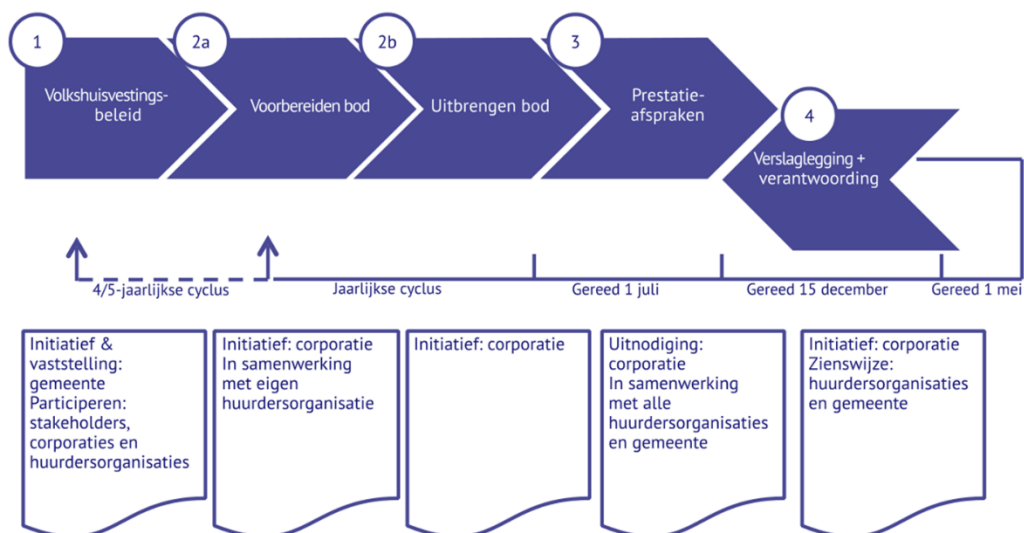 1
Volkshuisvestings-
beleid
2a
Voorbereiden bod
2b
Uitbrengen bod
3
Prestatie-
afspraken
4
Verslaglegging +
verantwoording
4/5-jaarlijkse cyclus
Jaarlijkse cyclus
Gereed 1 juli
Gereed 15 december
Gereed 1 mei
Initiatief &
vaststelling:
gemeente
Participeren:
stakeholders,
corporaties en
huurdersorganisaties
Initiatief: corporatie
In samenwerking
met eigen
huurdersorganisatie
Initiatief: corporatie
Uitnodiging:
corporatie
In samenwerking
met alle
huurdersorganisaties
en gemeente
Initiatief: corporatie
Zienswijze:
huurdersorganisaties
en gemeente